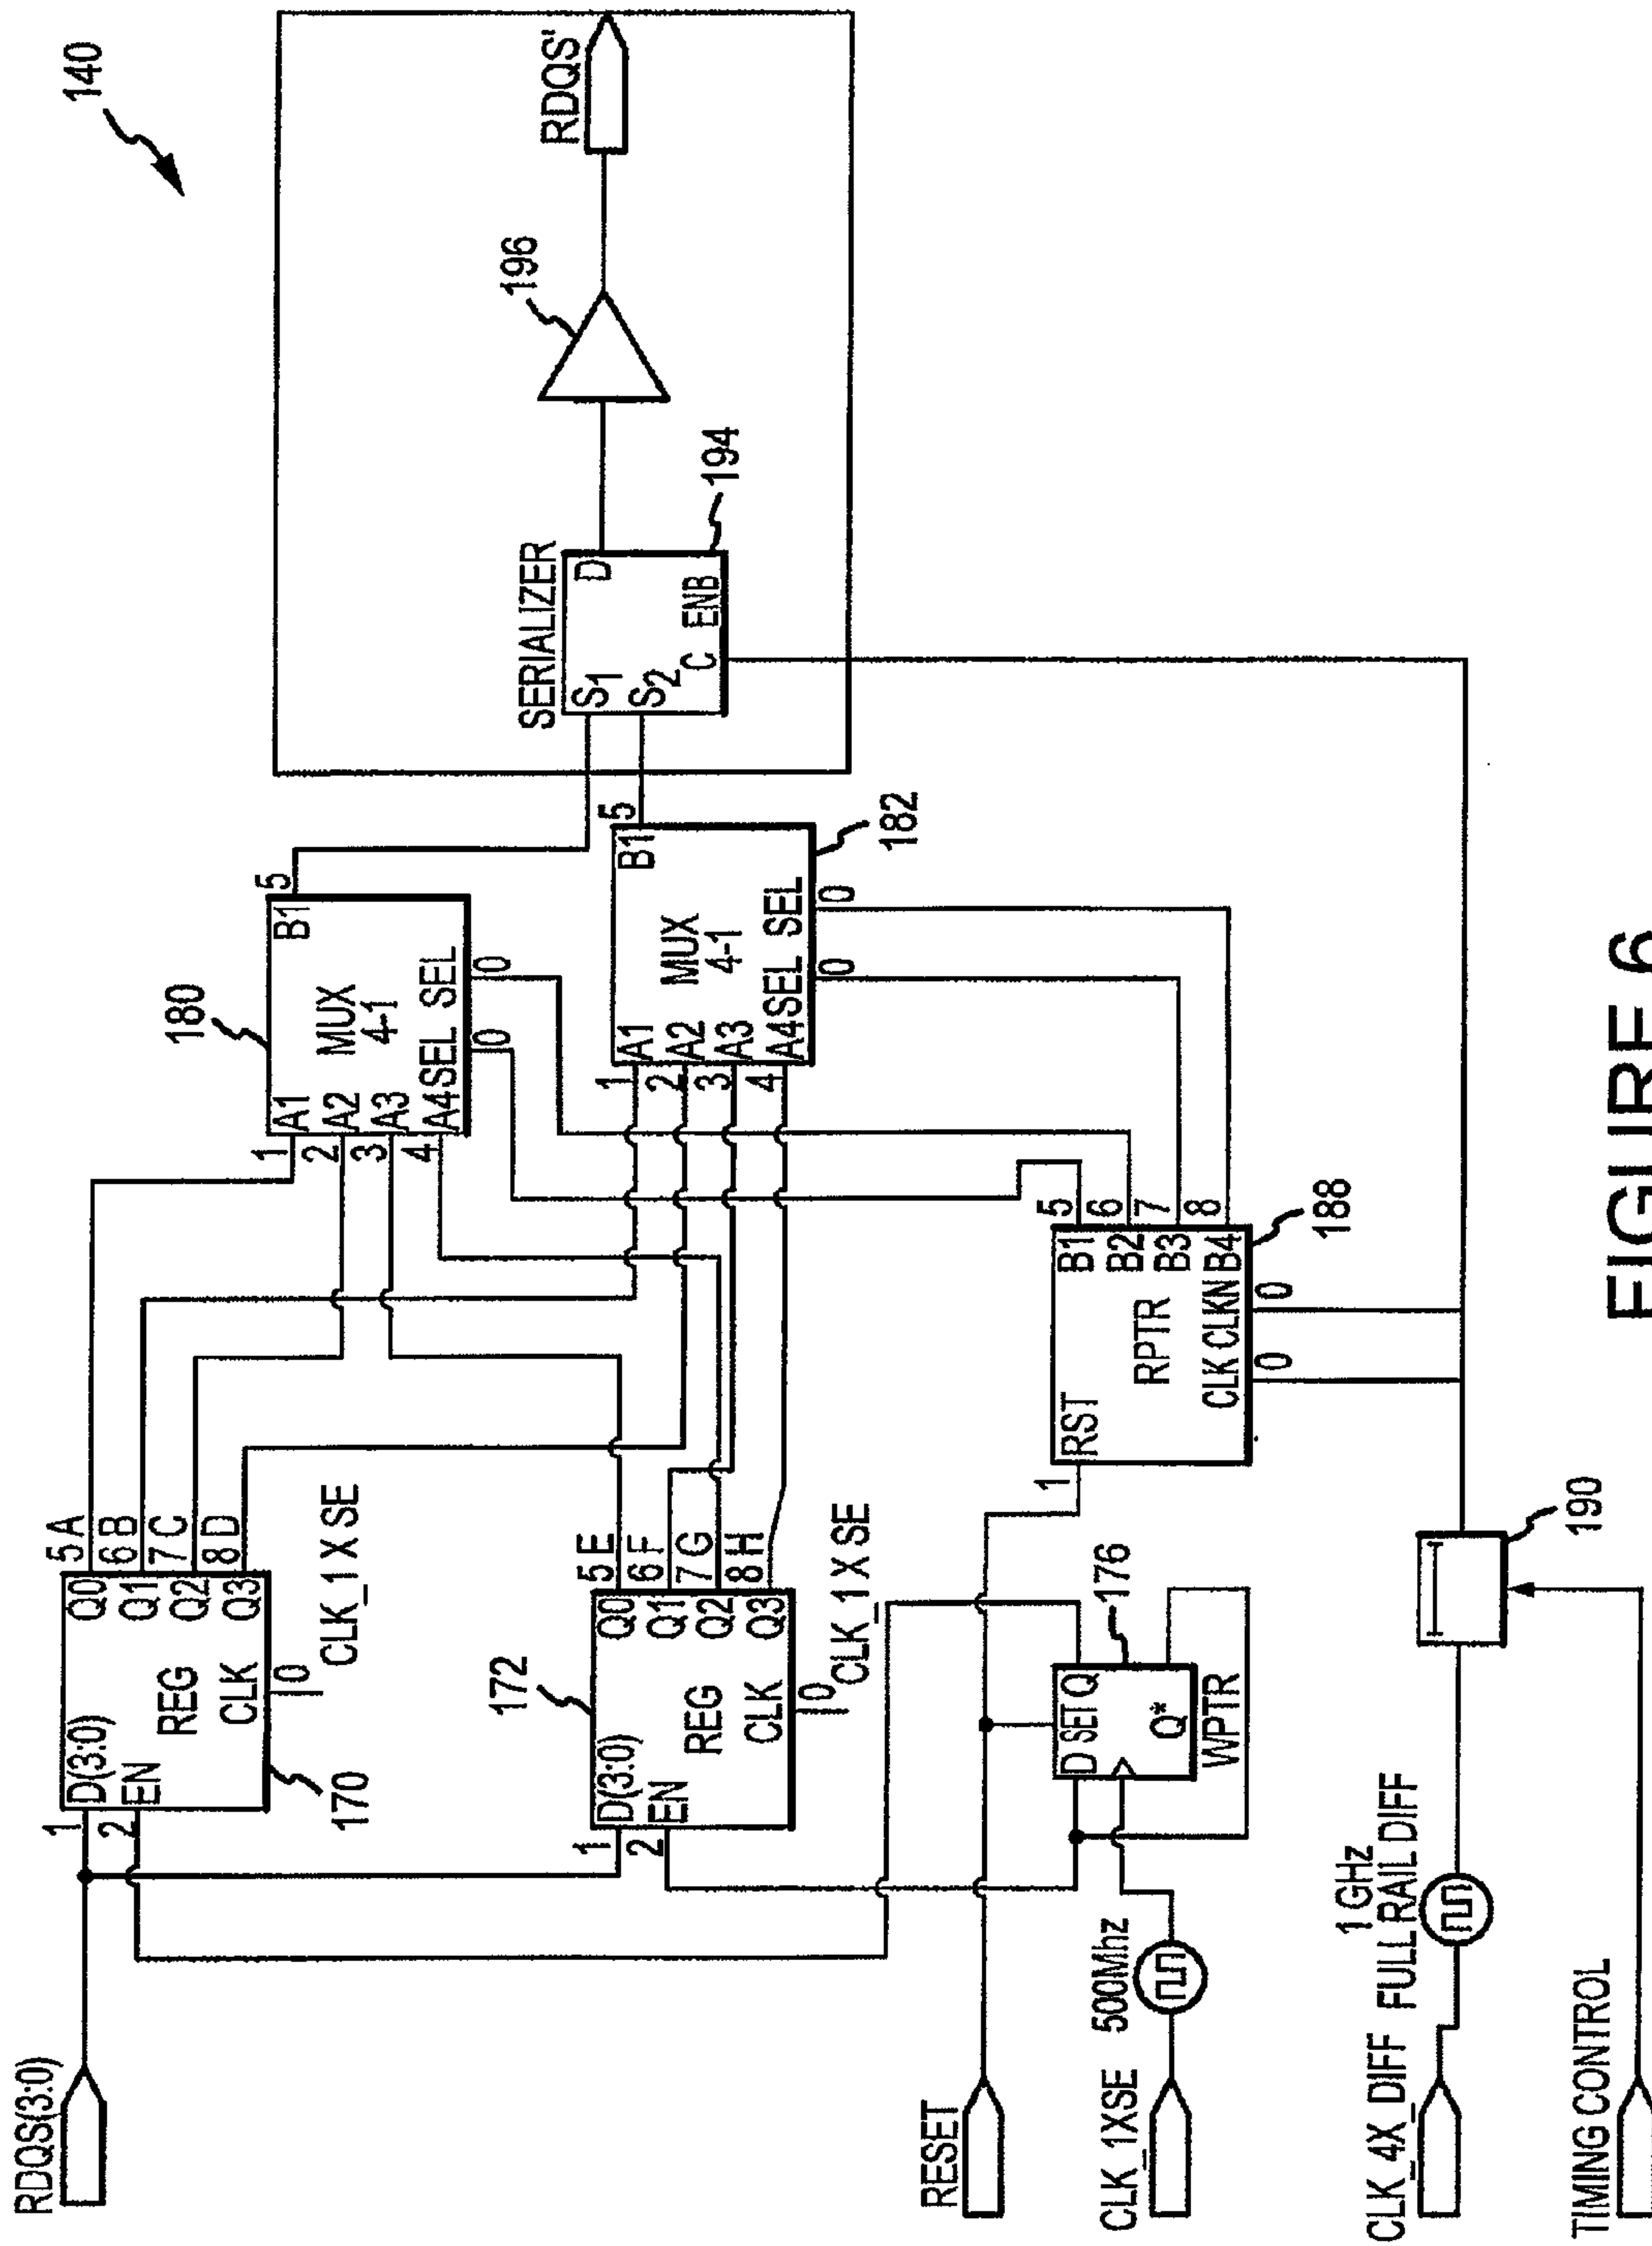 140
RDQS(3:0)
1
2
D(3:0)
EN
REG
CLK
0
CLK_1 X SE
170
Q0
Q1
Q2
Q3
5 A
6 B
7 C
8 D
172
1
2
D(3:0)
EN
REG
CLK
0
CLK_1 X SE
Q0
Q1
Q2
Q3
5 E
6 F
7 G
8 H
180
1
2
3
4
A1
A2
A3
A4
MUX
4-1
SEL SEL
0
0
B1
5
182
1
2
3
4
A1
A2
A3
A4
MUX
4-1
SEL SEL
0
0
B1
5
SERIALIZER
S1
S2
C
ENB
D
194
196
RDQS'
RESET
CLK_1XSE
500Mhz
D SET Q
Q*
WPTR
176
1
RST
RPTR
CLK CLKN
0
0
B1
B2
B3
B4
5
6
7
8
188
CLK_4X_DIFF
1 GHz
FULL RAIL DIFF
190
TIMING CONTROL
FIGURE 6